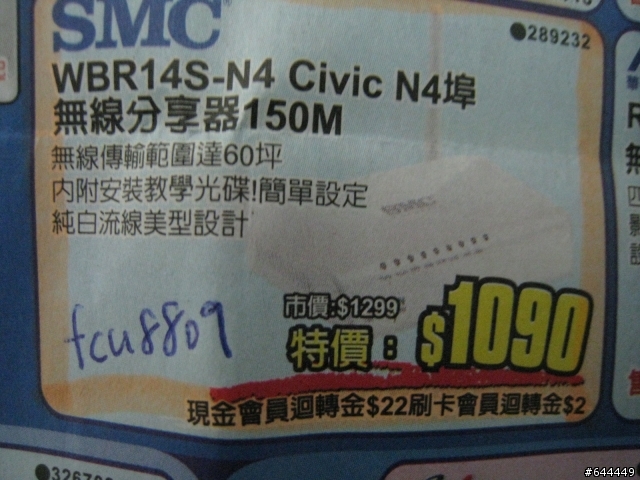 SMC
●289232
WBR14S-N4 Civic N4埠
無線分享器150M
無線傳輸範圍達60坪
內附安裝教學光碟!簡單設定
純白流線美型設計
SMC
市價:$1299
特價：$1090
fcu8809
現金會員迴轉金$22刷卡會員迴轉金$2
#644449